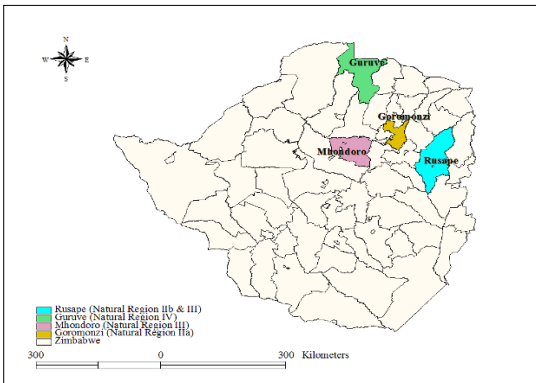 N
W E
S
Guruve
Goromonzi
Mhondoro
Rusape
Rusape (Natural Region IIb & III)
Guruve (Natural Region IV)
Mhondoro (Natural Region III)
Goromonzi (Natural Region IIa)
Zimbabwe
300 0 300 Kilometers